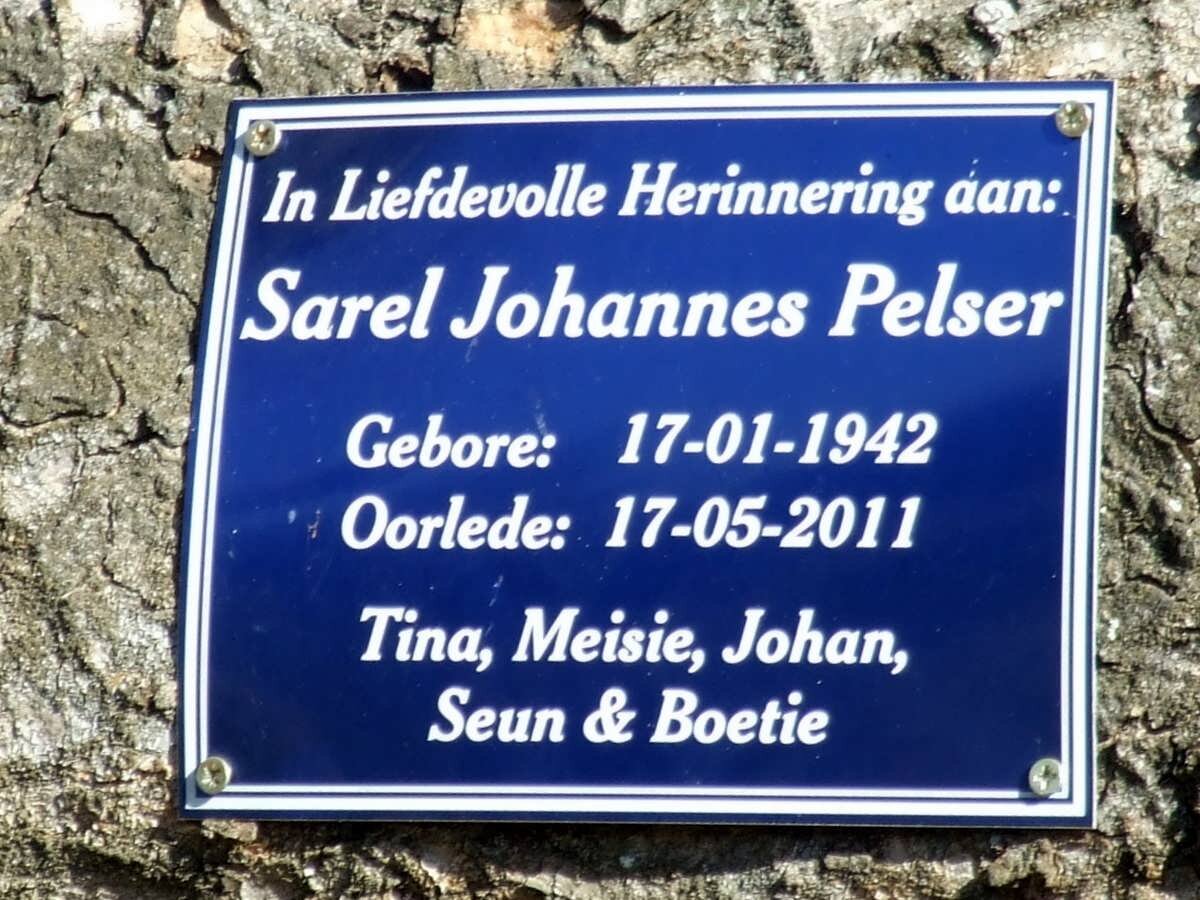 In Liefdevolle Herinnering aan:
Sarel Johannes Pelser
Gebore: 17-01-1942
Oorlede: 17-05-2011
Tina, Meisie, Johan,
Seun & Boetie